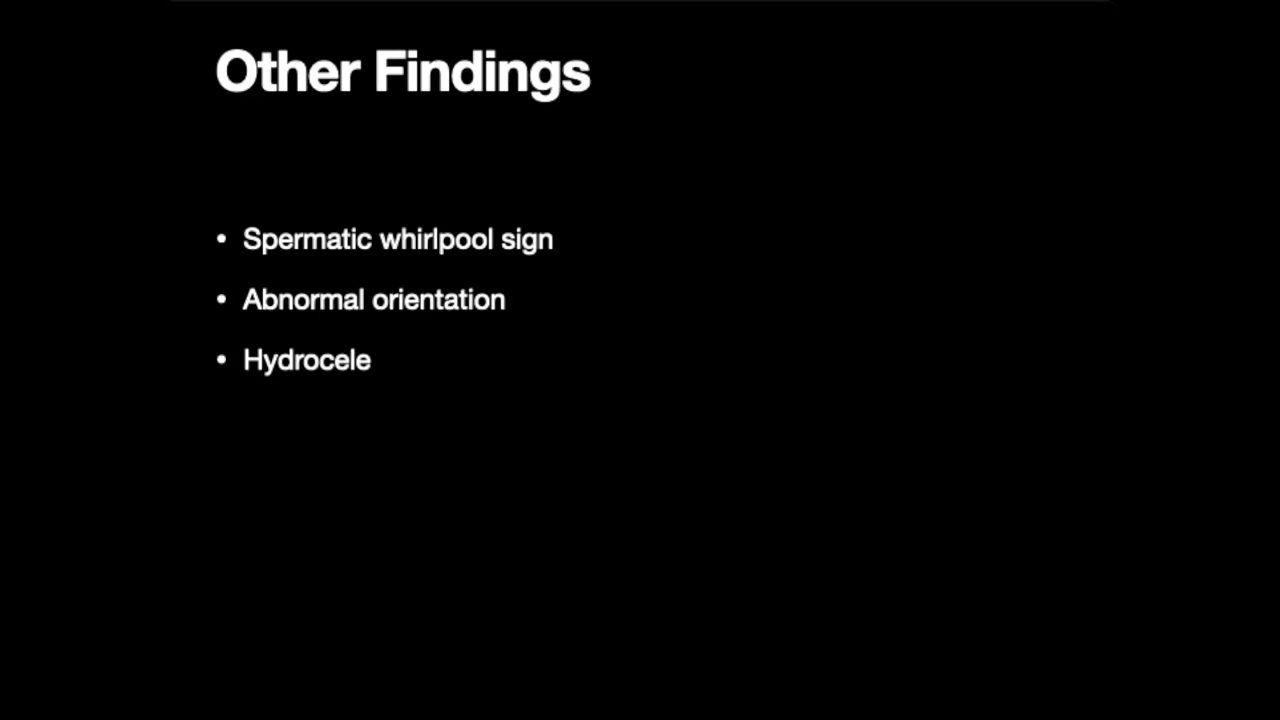 Other Findings
• Spermatic whirlpool sign
• Abnormal orientation
• Hydrocele